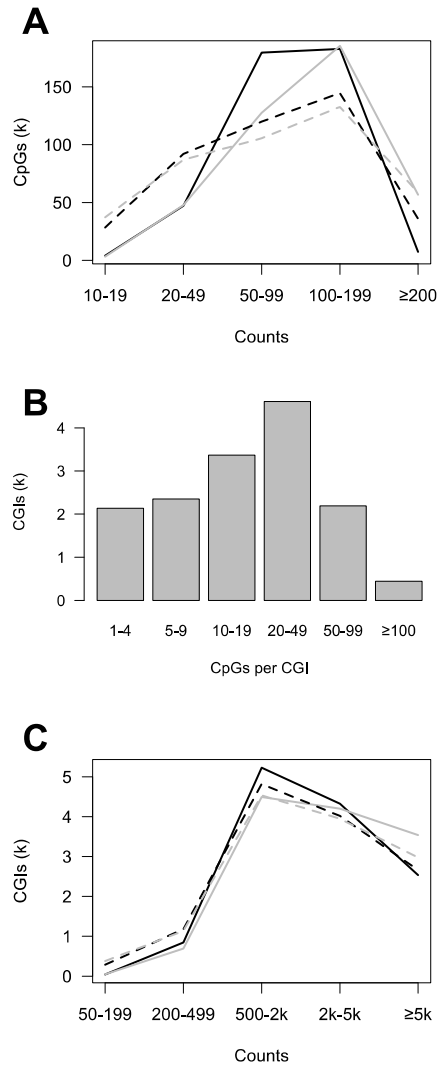 A
CpGs (k)
150
100
50
0
10-19 20-49 50-99 100-199 ≥200
Counts
B
CGIs (k)
4
3
2
1
0
1-4 5-9 10-19 20-49 50-99 ≥100
CpGs per CGI
C
CGIs (k)
5
4
3
2
1
0
50-199 200-499 500-2k 2k-5k ≥5k
Counts